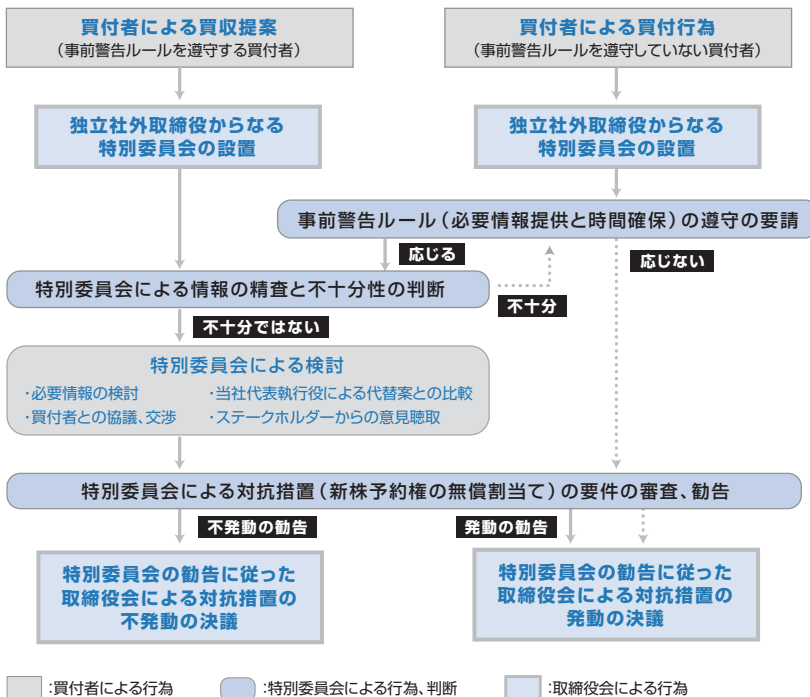 買付者による買収提案
（事前警告ルールを遵守する買付者）
買付者による買付行為
（事前警告ルールを遵守していない買付者）
独立社外取締役からなる
特別委員会の設置
独立社外取締役からなる
特別委員会の設置
事前警告ルール（必要情報提供と時間確保）の遵守の要請
応じる
応じない
特別委員会による情報の精査と不十分性の判断
不十分
不十分ではない
特別委員会による検討
・必要情報の検討
・当社代表執行役による代替案との比較
・買付者との協議、交渉
・ステークホルダーからの意見聴取
特別委員会による対抗措置（新株予約権の無償割当て）の要件の審査、勧告
不発動の勧告
発動の勧告
特別委員会の勧告に従った
取締役会による対抗措置の
不発動の決議
特別委員会の勧告に従った
取締役会による対抗措置の
発動の決議
:買付者による行為
:特別委員会による行為、判断
:取締役会による行為